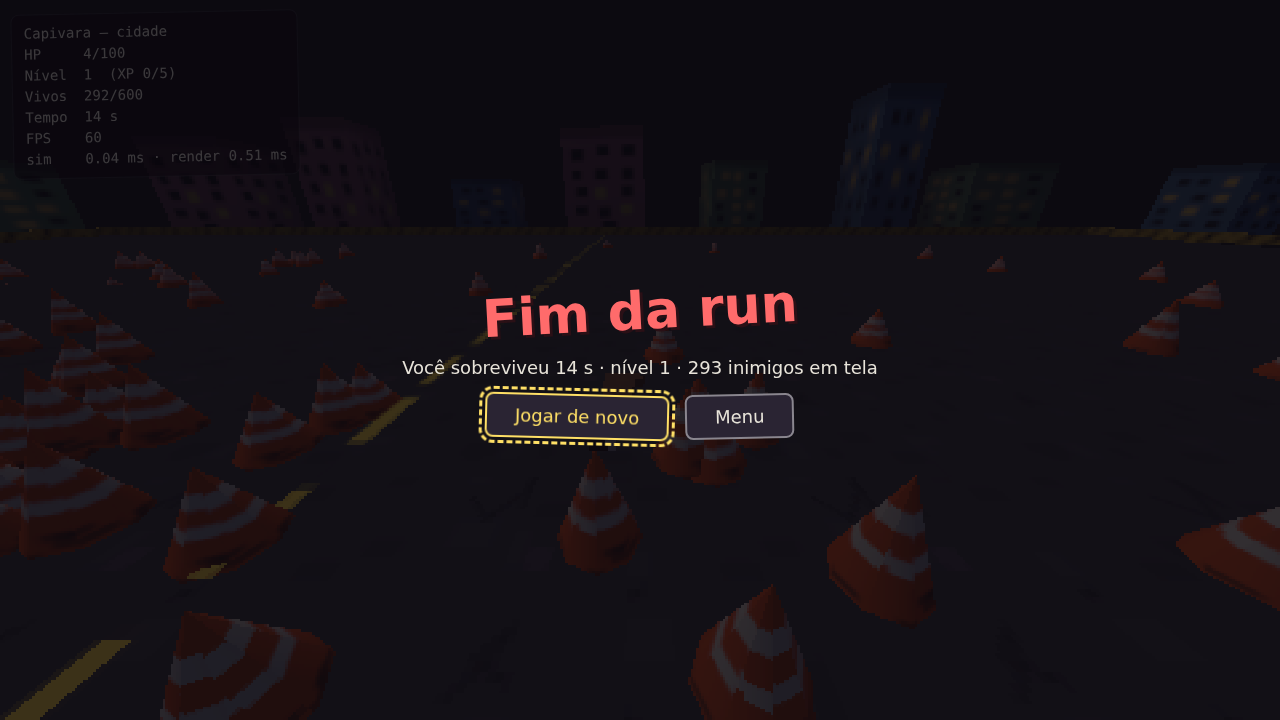 Capivara — cidade
HP 4/100
Nível 1 (XP 0/5)
Vivos 292/600
Tempo 14 s
FPS 60
sim 0.04 ms · render 0.51 ms
Fim da run
Você sobreviveu 14 s · nível 1 · 293 inimigos em tela
Jogar de novo
Menu